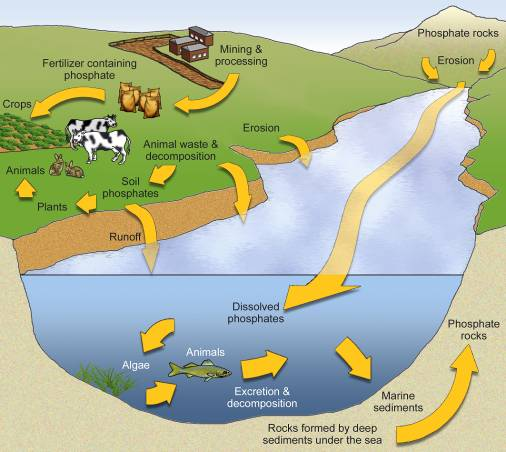 Phosphate rocks
Mining &
processing
Erosion
Fertilizer containing
phosphate
Crops
Erosion
Animal waste &
decomposition
Animals
Soil
phosphates
Plants
Runoff
Dissolved
phosphates
Phosphate
rocks
Animals
Algae
Excretion &
decomposition
Marine
sediments
Rocks formed by deep
sediments under the sea